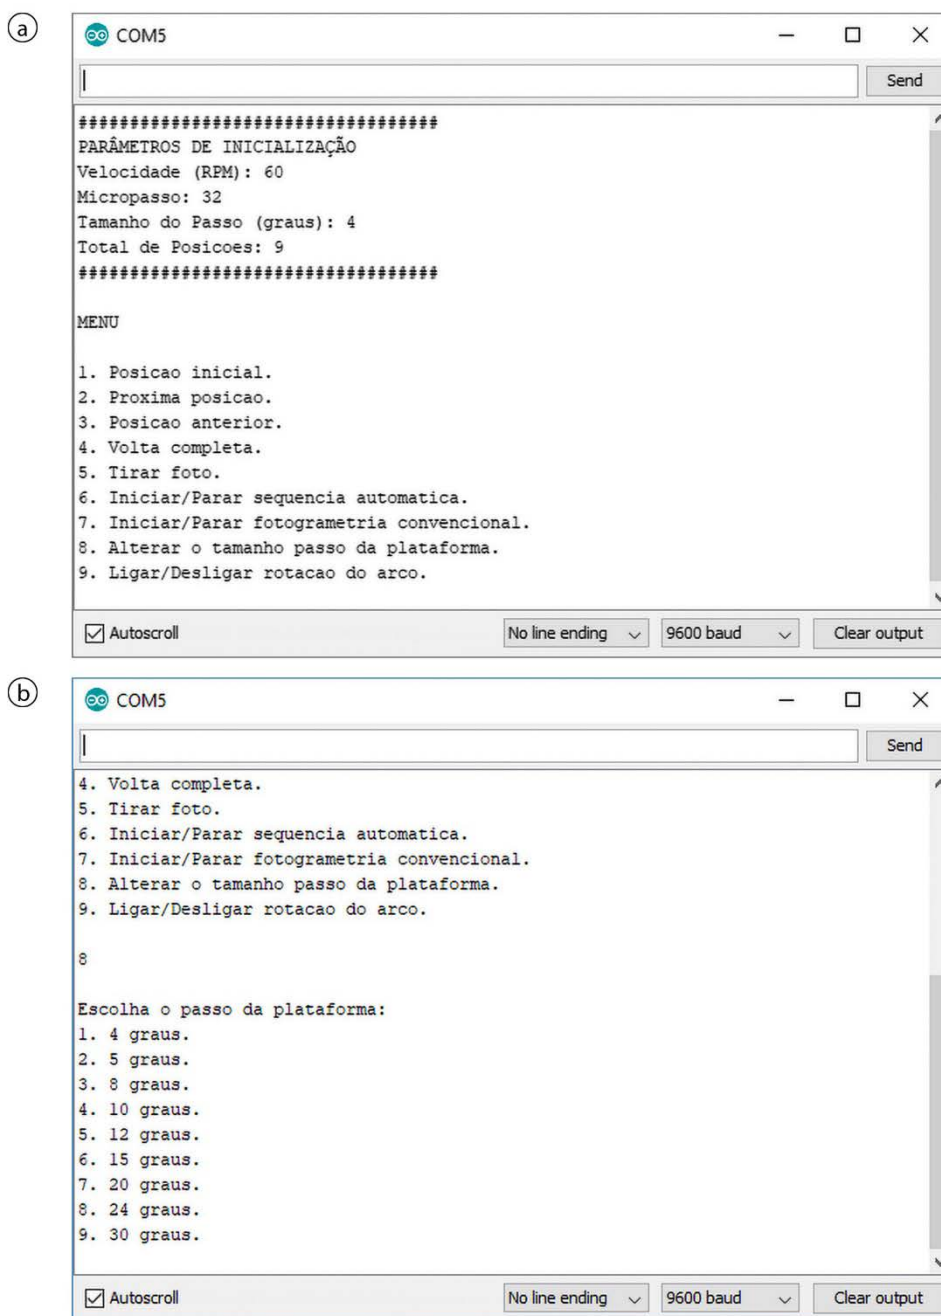 a
COM5
Send
###################################
PARÂMETROS DE INICIALIZAÇÃO
Velocidade (RPM): 60
Micropasso: 32
Tamanho do Passo (graus): 4
Total de Posicoes: 9
###################################
MENU
1. Posicao inicial.
2. Proxima posicao.
3. Posicao anterior.
4. Volta completa.
5. Tirar foto.
6. Iniciar/Parar sequencia automatica.
7. Iniciar/Parar fotogrametria convencional.
8. Alterar o tamanho passo da plataforma.
9. Ligar/Desligar rotacao do arco.
Autoscroll No line ending 9600 baud Clear output
b
COM5
Send
4. Volta completa.
5. Tirar foto.
6. Iniciar/Parar sequencia automatica.
7. Iniciar/Parar fotogrametria convencional.
8. Alterar o tamanho passo da plataforma.
9. Ligar/Desligar rotacao do arco.
8
Escolha o passo da plataforma:
1. 4 graus.
2. 5 graus.
3. 8 graus.
4. 10 graus.
5. 12 graus.
6. 15 graus.
7. 20 graus.
8. 24 graus.
9. 30 graus.
Autoscroll No line ending 9600 baud Clear output